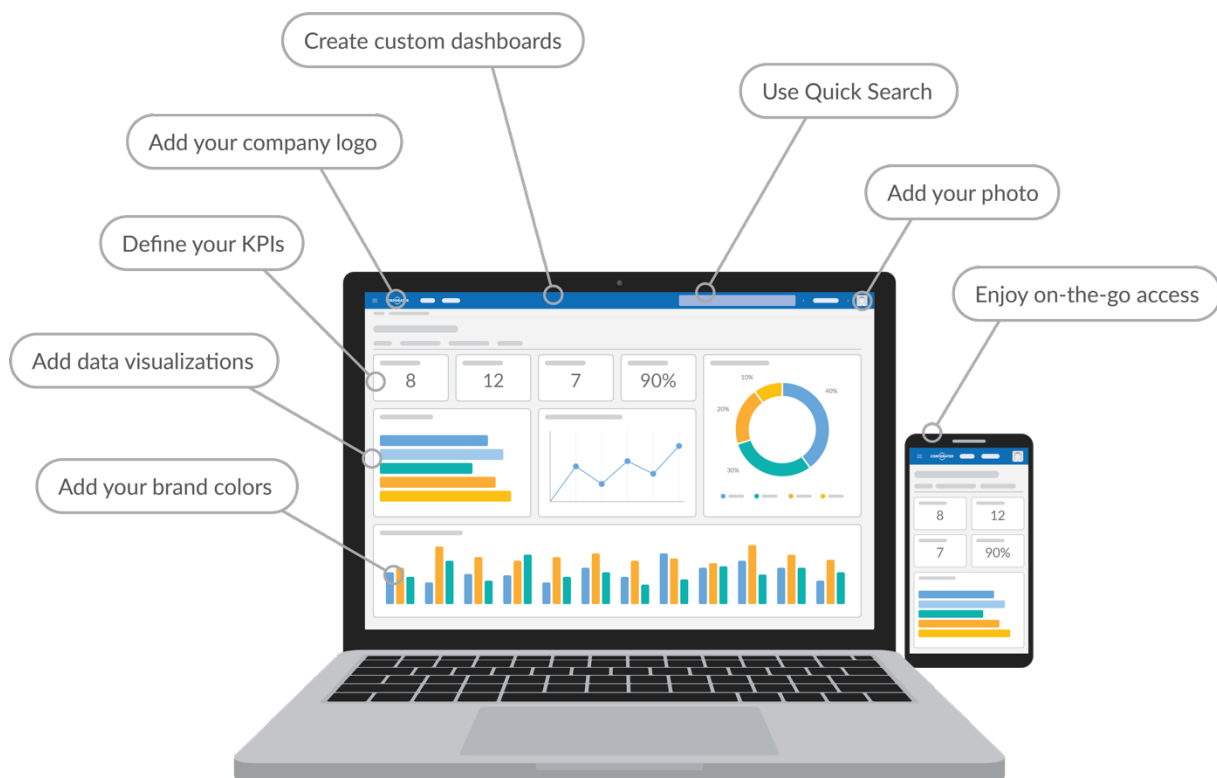 Create custom dashboards
Use Quick Search
Add your company logo
Add your photo
Define your KPIs
Enjoy on-the-go access
Add data visualizations
Add your brand colors
8
12
7
90%
10%
40%
20%
30%
8
12
7
90%